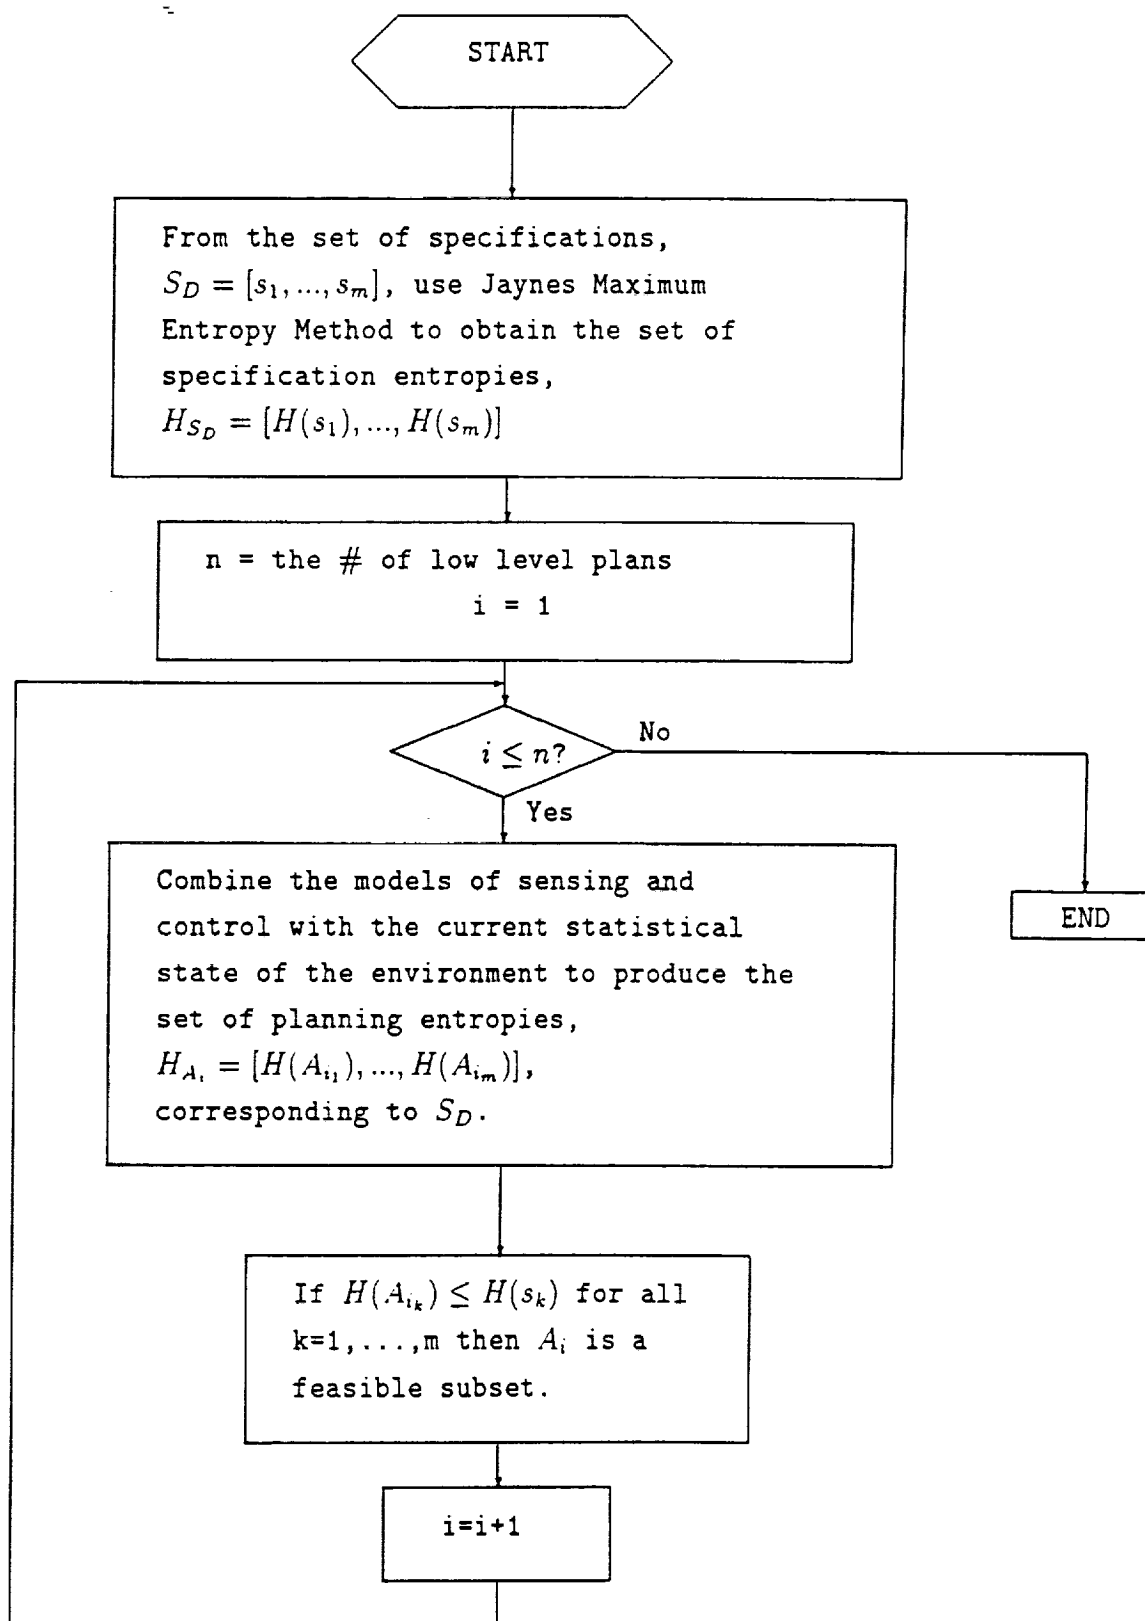 START
From the set of specifications,
S_D = [s_1, ..., s_m], use Jaynes Maximum
Entropy Method to obtain the set of
specification entropies,
H_{S_D} = [H(s_1), ..., H(s_m)]
n = the # of low level plans
i = 1
i ≤ n?
No
Yes
Combine the models of sensing and
control with the current statistical
state of the environment to produce the
set of planning entropies,
H_{A_i} = [H(A_{i_1}), ..., H(A_{i_m})],
corresponding to S_D.
END
If H(A_{i_k}) ≤ H(s_k) for all
k=1,...,m then A_i is a
feasible subset.
i=i+1